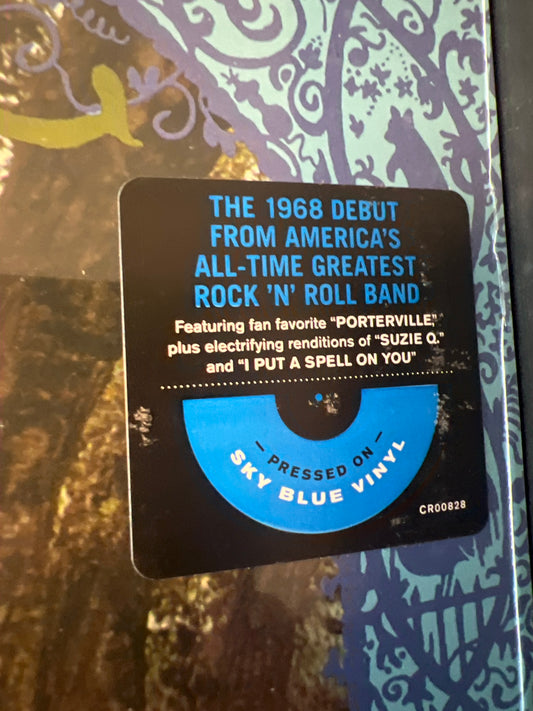 THE 1968 DEBUT
FROM AMERICA'S
ALL-TIME GREATEST
ROCK 'N' ROLL BAND
Featuring fan favorite "PORTERVILLE,"
plus electrifying renditions of "SUZIE Q."
and "I PUT A SPELL ON YOU"
– PRESSED ON –
SKY BLUE VINYL
CR00828